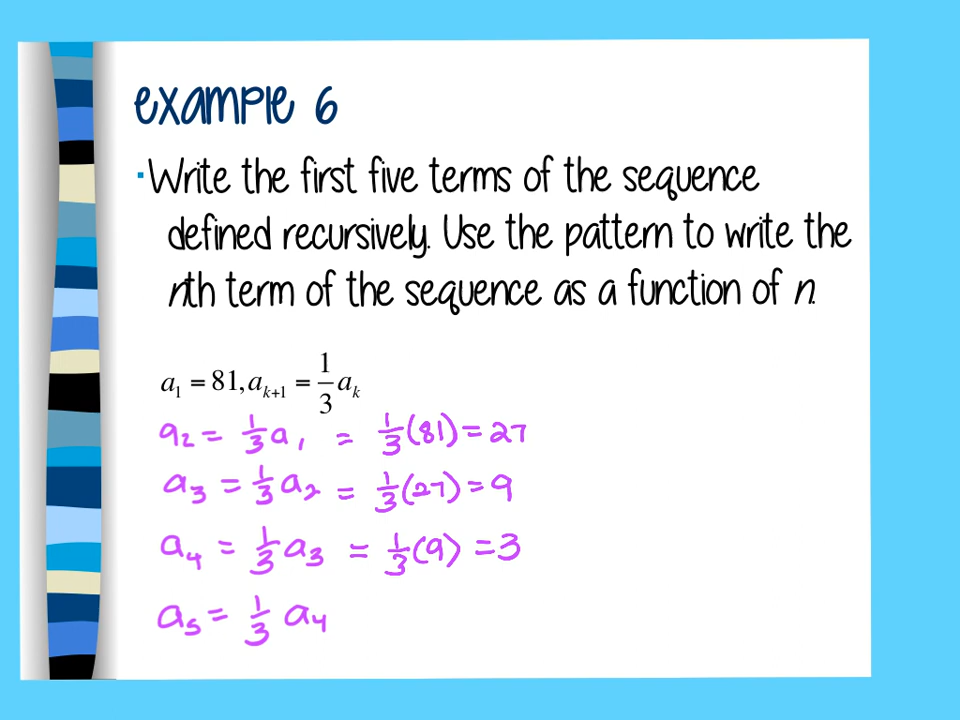 example 6
·Write the first five terms of the sequence
defined recursively. Use the pattern to write the
nth term of the sequence as a function of n.
a₁ = 81, aₖ₊₁ = 1/3 aₖ
a₂ = 1/3 a₁ = 1/3(81) = 27
a₃ = 1/3 a₂ = 1/3(27) = 9
a₄ = 1/3 a₃ = 1/3(9) = 3
a₅ = 1/3 a₄